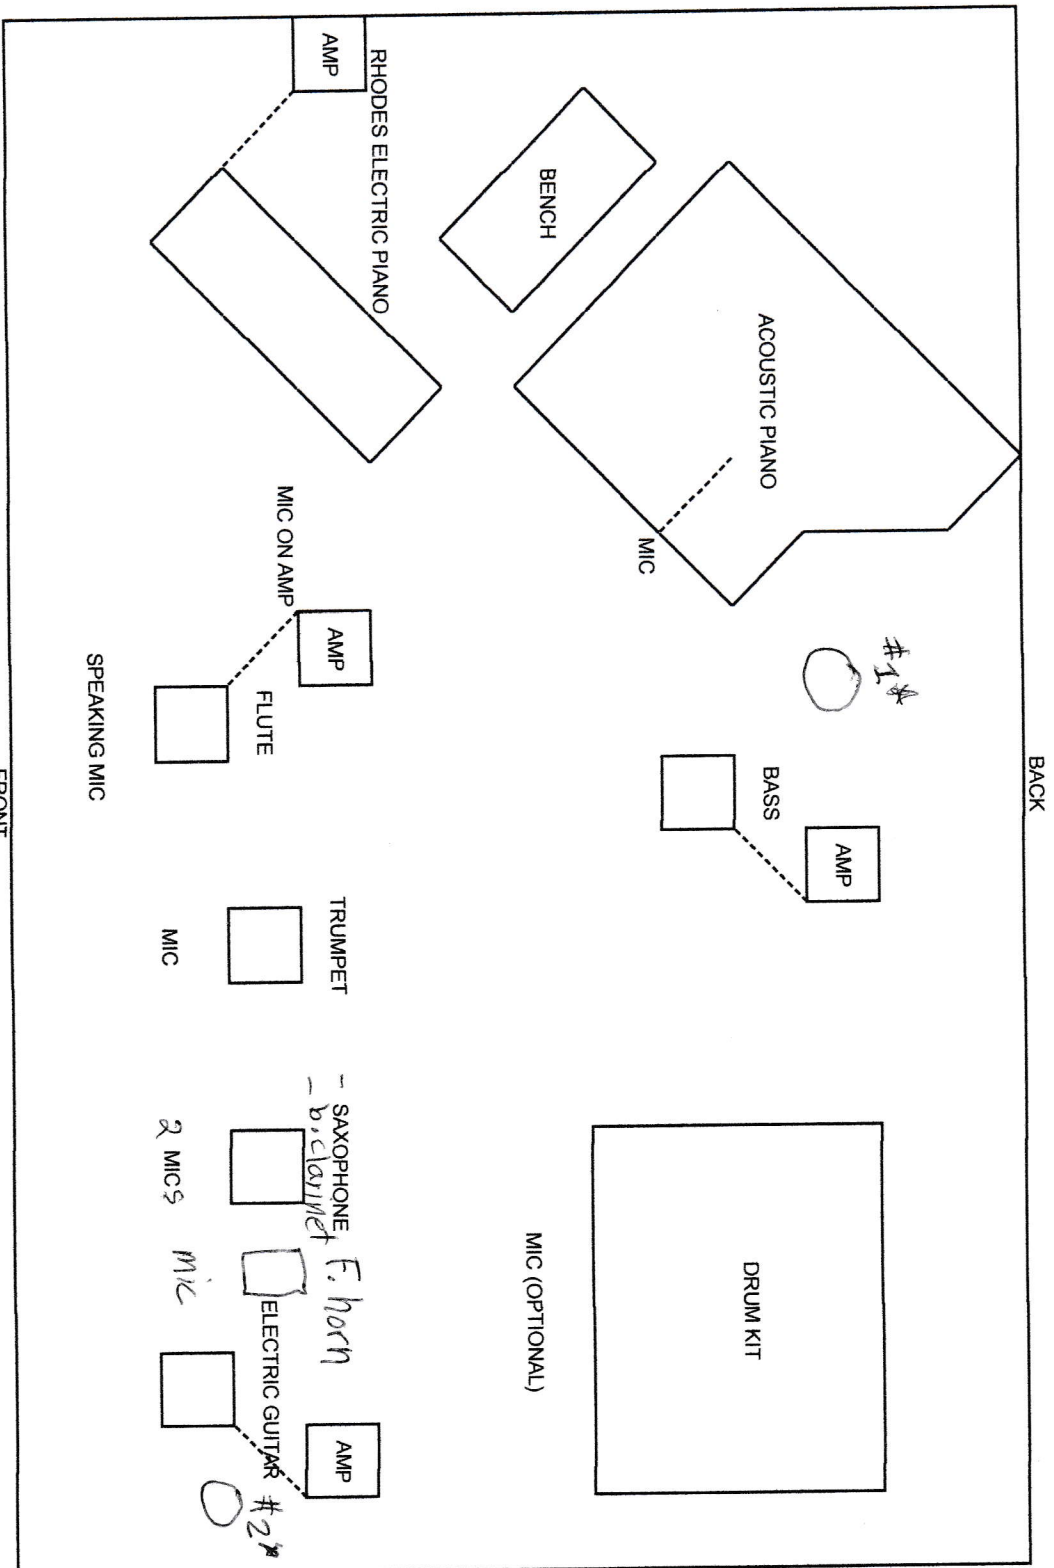 BACK
#1*
AMP
BASS
ACOUSTIC PIANO
MIC
BENCH
DRUM KIT
MIC (OPTIONAL)
AMP
RHODES ELECTRIC PIANO
AMP
MIC ON AMP
FLUTE
SPEAKING MIC
TRUMPET
MIC
- SAXOPHONE
- b. clarinet
2 MICS
F. horn
mic
AMP
ELECTRIC GUITAR
#2*
FRONT